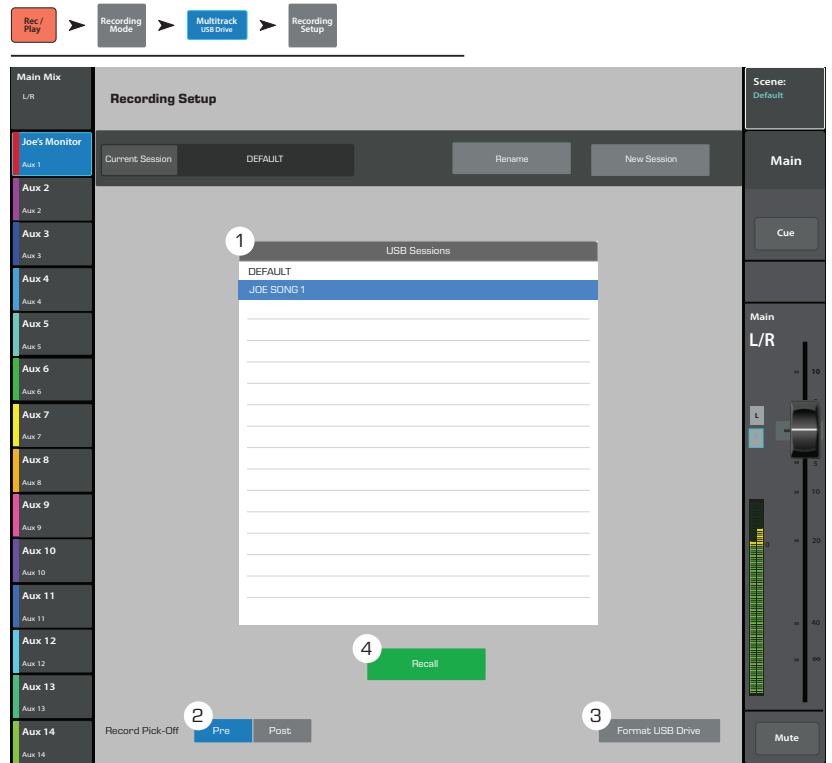 Rec /
Play
Recording
Mode
Multitrack
USB Drive
Recording
Setup
Main Mix
L/R
Joe's Monitor
Aux 1
Aux 2
Aux 2
Aux 3
Aux 3
Aux 4
Aux 4
Aux 5
Aux 5
Aux 6
Aux 6
Aux 7
Aux 7
Aux 8
Aux 8
Aux 9
Aux 9
Aux 10
Aux 10
Aux 11
Aux 11
Aux 12
Aux 12
Aux 13
Aux 13
Aux 14
Aux 14
Recording Setup
Current Session DEFAULT Rename New Session
1
USB Sessions
DEFAULT
JOE SONG 1
4
Recall
2
Record Pick-Off Pre Post
3
Format USB Drive
Scene:
Default
Main
Cue
Main
L/R
10
L
5
10
0
20
40
∞
Mute